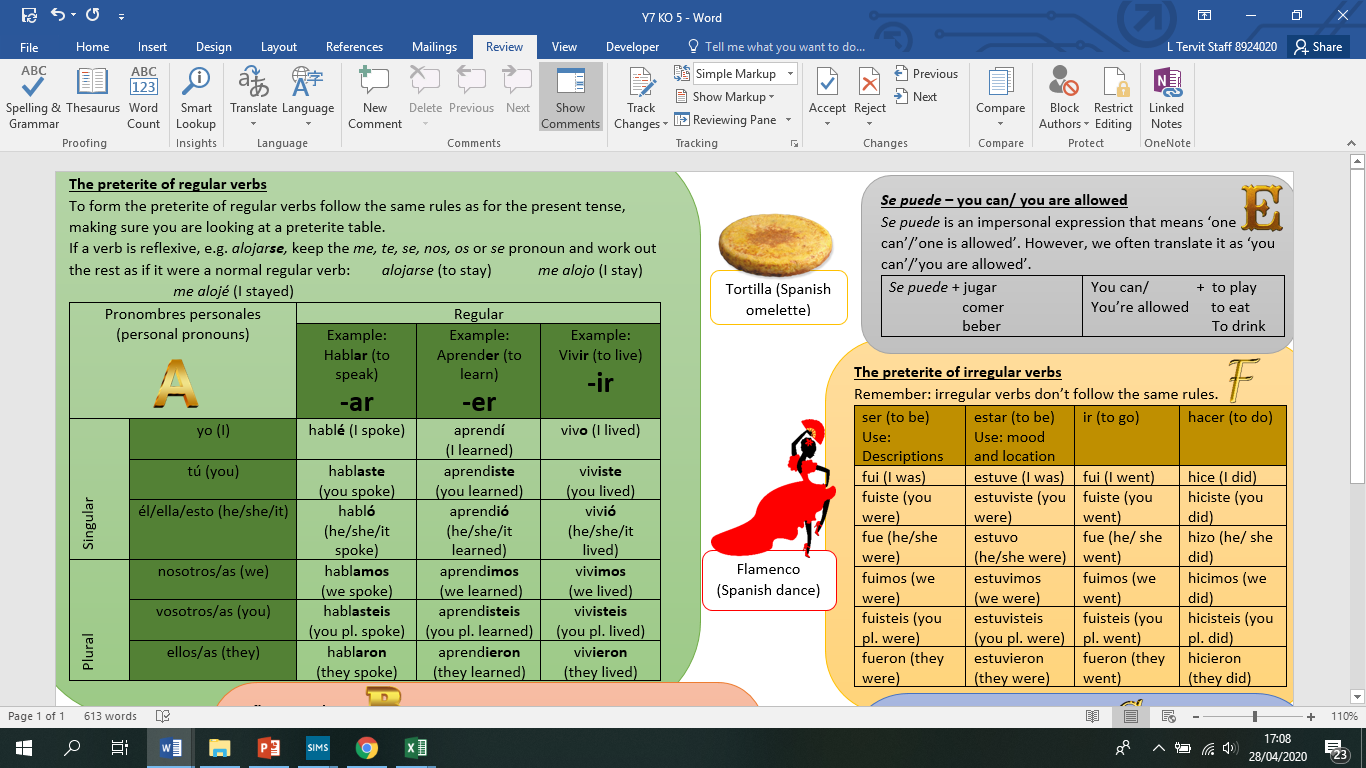 Y7 KO 5 - Word
File Home Insert Design Layout References Mailings Review View Developer Tell me what you want to do... L Tervit Staff 8924020 Share
ABC
Spelling & Grammar
Thesaurus
ABC
123
Word Count
Smart Lookup
Translate
Language
New Comment
Delete
Previous
Next
Show Comments
Track Changes
Simple Markup
Show Markup
Reviewing Pane
Accept
Reject
Previous
Next
Compare
Block Authors
Restrict Editing
Linked Notes
Proofing Insights Language Comments Tracking Changes Compare Protect OneNote
The preterite of regular verbs
To form the preterite of regular verbs follow the same rules as for the present tense,
making sure you are looking at a preterite table.
If a verb is reflexive, e.g. alojarse, keep the me, te, se, nos, os or se pronoun and work out
the rest as if it were a normal regular verb: alojarse (to stay) me alojo (I stay)
me alojé (I stayed)
Pronombres personales
(personal pronouns)
A
Regular
Example:
Hablar (to
speak)
-ar
Example:
Aprender (to
learn)
-er
Example:
Vivir (to live)
-ir
Singular
yo (I)
hablé (I spoke)
aprendí
(I learned)
vivo (I lived)
tú (you)
hablaste
(you spoke)
aprendiste
(you learned)
viviste
(you lived)
él/ella/esto (he/she/it)
habló
(he/she/it
spoke)
aprendió
(he/she/it
learned)
vivió
(he/she/it
lived)
Plural
nosotros/as (we)
hablamos
(we spoke)
aprendimos
(we learned)
vivimos
(we lived)
vosotros/as (you)
hablasteis
(you pl. spoke)
aprendisteis
(you pl. learned)
vivisteis
(you pl. lived)
ellos/as (they)
hablaron
(they spoke)
aprendieron
(they learned)
vivieron
(they lived)
Tortilla (Spanish
omelette)
Flamenco
(Spanish dance)
Se puede – you can/ you are allowed
E
Se puede is an impersonal expression that means ‘one
can’/’one is allowed’. However, we often translate it as ‘you
can’/’you are allowed’.
Se puede + jugar
comer
beber
You can/ + to play
You’re allowed to eat
To drink
The preterite of irregular verbs
F
Remember: irregular verbs don’t follow the same rules.
ser (to be)
Use:
Descriptions
estar (to be)
Use: mood
and location
ir (to go)
hacer (to do)
fui (I was)
estuve (I was)
fui (I went)
hice (I did)
fuiste (you
were)
estuviste (you
were)
fuiste (you
went)
hiciste (you
did)
fue (he/she
were)
estuvo
(he/she were)
fue (he/ she
went)
hizo (he/ she
did)
fuimos (we
were)
estuvimos
(we were)
fuimos (we
went)
hicimos (we
did)
fuisteis (you
pl. were)
estuvisteis
(you pl. were)
fuisteis (you
pl. went)
hicisteis (you
pl. did)
fueron (they
were)
estuvieron
(they were)
fueron (they
went)
hicieron
(they did)
Page 1 of 1 613 words 110%
SIMS
17:08
28/04/2020
23